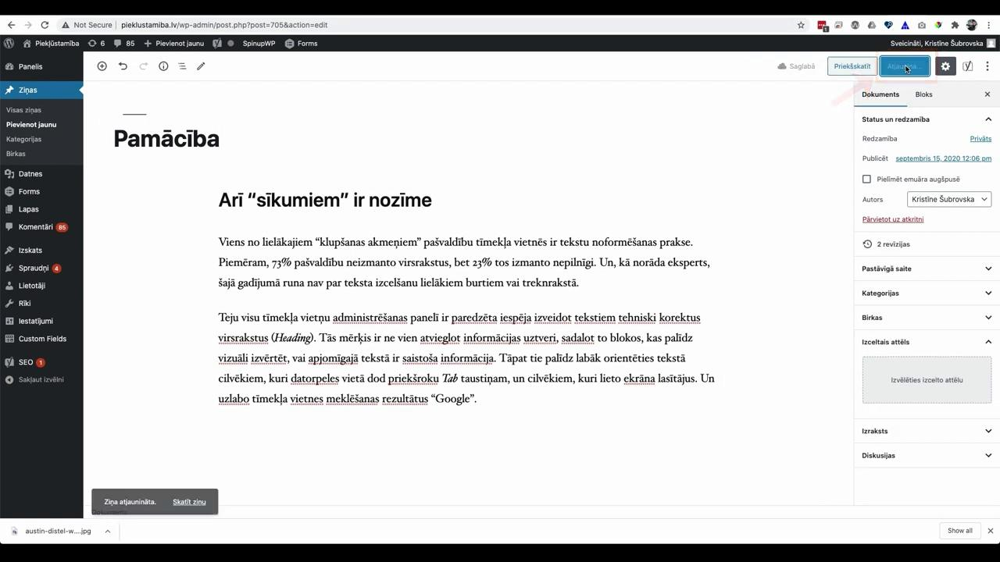 Not Secure
pieklustamiba.lv/wp-admin/post.php?post=705&action=edit
Piekļūstamība
6
85
Pievienot jaunu
SpinupWP
Forms
Sveicināti, Kristīne Šubrovska
Panelis
Ziņas
Visas ziņas
Pievienot jaunu
Kategorijas
Birkas
Datnes
Forms
Lapas
Komentāri 85
Izskats
Spraudņi 4
Lietotāji
Rīki
Iestatījumi
Custom Fields
SEO 1
Sakļaut izvēlni
Saglabā
Priekšskatīt
Pamācība
Arī “sīkumiem” ir nozīme
Viens no lielākajiem “klupšanas akmeņiem” pašvaldību tīmekļa vietnēs ir tekstu noformēšanas prakse.
Piemēram, 73% pašvaldību neizmanto virsrakstus, bet 23% tos izmanto nepilnīgi. Un, kā norāda eksperts,
šajā gadījumā runa nav par teksta izcelšanu lielākiem burtiem vai treknrakstā.
Teju visu tīmekļa vietņu administrēšanas panelī ir paredzēta iespēja izveidot tekstiem tehniski korektus
virsrakstus (Heading). Tās mērķis ir ne vien atvieglot informācijas uztveri, sadalot to blokos, kas palīdz
vizuāli izvērtēt, vai apjomīgajā tekstā ir saistoša informācija. Tāpat tie palīdz labāk orientēties tekstā
cilvēkiem, kuri datorpeles vietā dod priekšroku Tab taustiņam, un cilvēkiem, kuri lieto ekrāna lasītājus. Un
uzlabo tīmekļa vietnes meklēšanas rezultātus “Google”.
Dokuments
Bloks
Status un redzamība
Redzamība
Privāts
Publicēt
septembris 15, 2020 12:06 pm
Pielīmēt emuāra augšpusē
Autors
Kristīne Šubrovska
Pārvietot uz atkritni
2 revīzijas
Pastāvīgā saite
Kategorijas
Birkas
Izceltais attēls
Izvēlēties izcelto attēlu
Izraksts
Diskusijas
Ziņa atjaunināta.
Skatīt ziņu
Dokuments
austin-distel-w....jpg
Show all